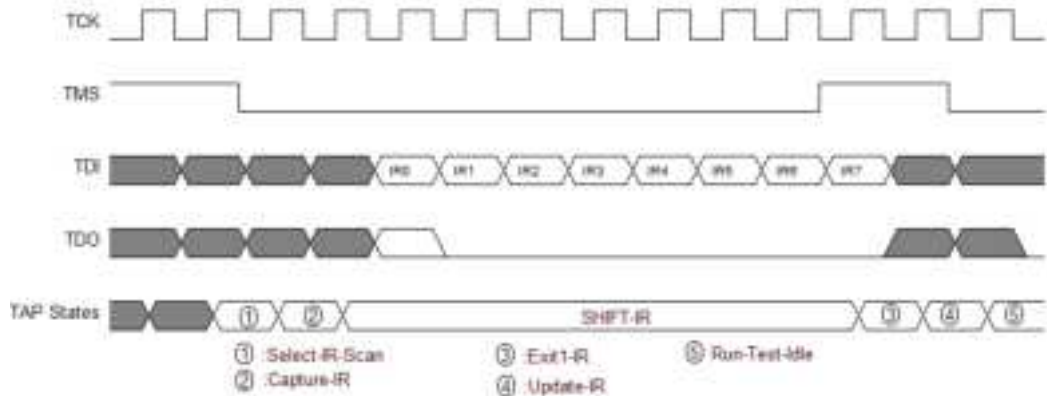 TCK
TMS
TDI IR0 IR1 IR2 IR3 IR4 IR5 IR6 IR7
TDO
TAP States ① ② SHIFT-IR ③ ④ ⑤
① Select-IR-Scan ③ Exit1-IR ⑤ Run-Test-Idle
② Capture-IR ④ Update-IR